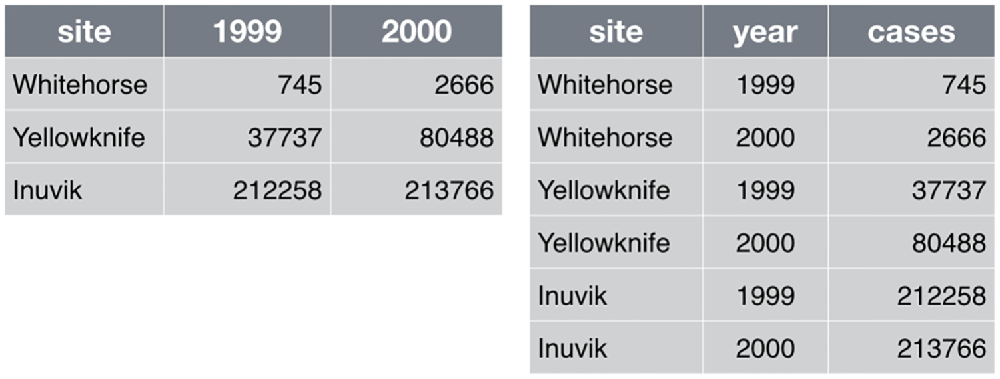 site 1999 2000
Whitehorse 745 2666
Yellowknife 37737 80488
Inuvik 212258 213766
site year cases
Whitehorse 1999 745
Whitehorse 2000 2666
Yellowknife 1999 37737
Yellowknife 2000 80488
Inuvik 1999 212258
Inuvik 2000 213766